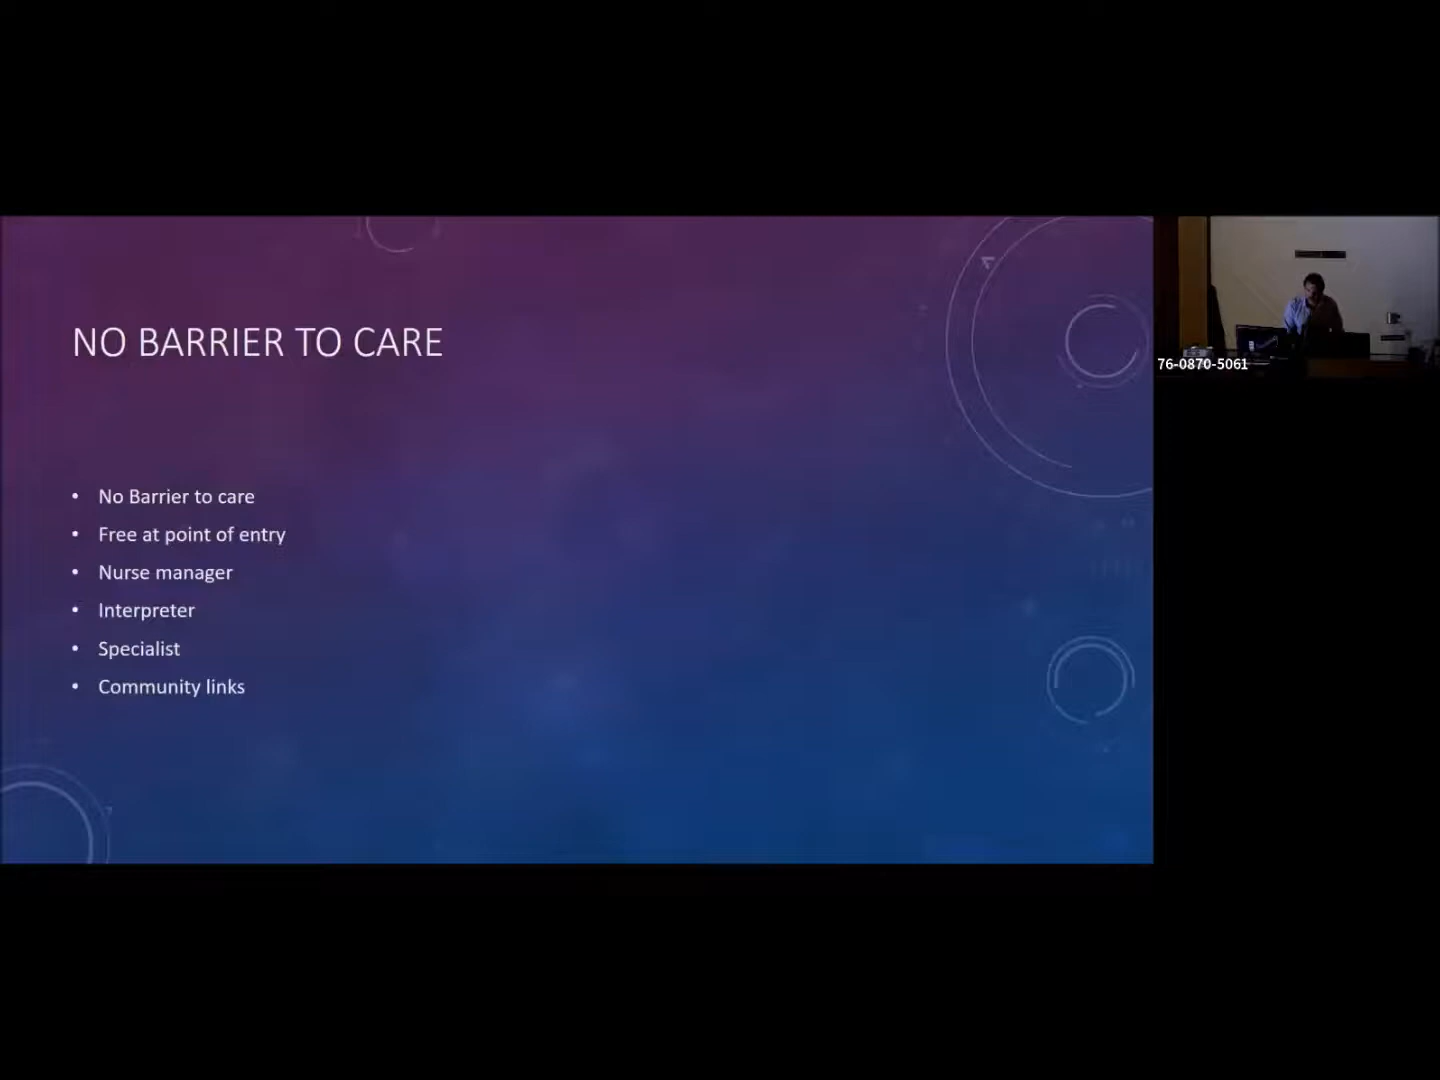 NO BARRIER TO CARE
• No Barrier to care
• Free at point of entry
• Nurse manager
• Interpreter
• Specialist
• Community links
76-0870-5061